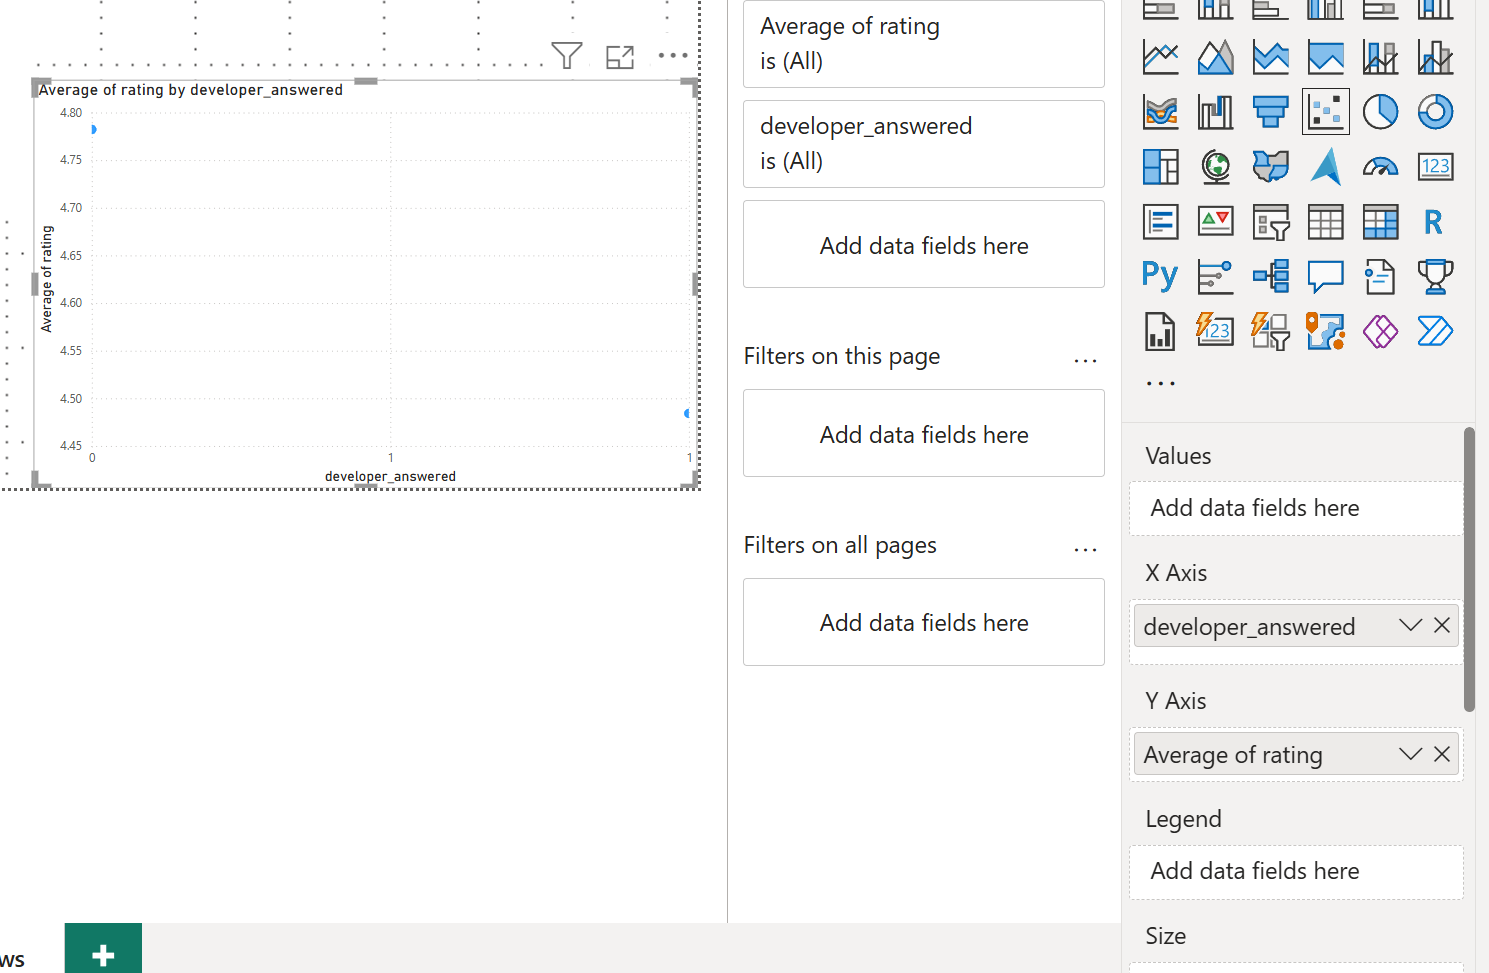 Average of rating by developer_answered
4.80
4.75
4.70
4.65
4.60
4.55
4.50
4.45
Average of rating
0
1
1
developer_answered
ws
Average of rating
is (All)
developer_answered
is (All)
Add data fields here
Filters on this page
Add data fields here
Filters on all pages
Add data fields here
123
R
Py
123
Values
Add data fields here
X Axis
developer_answered
Y Axis
Average of rating
Legend
Add data fields here
Size